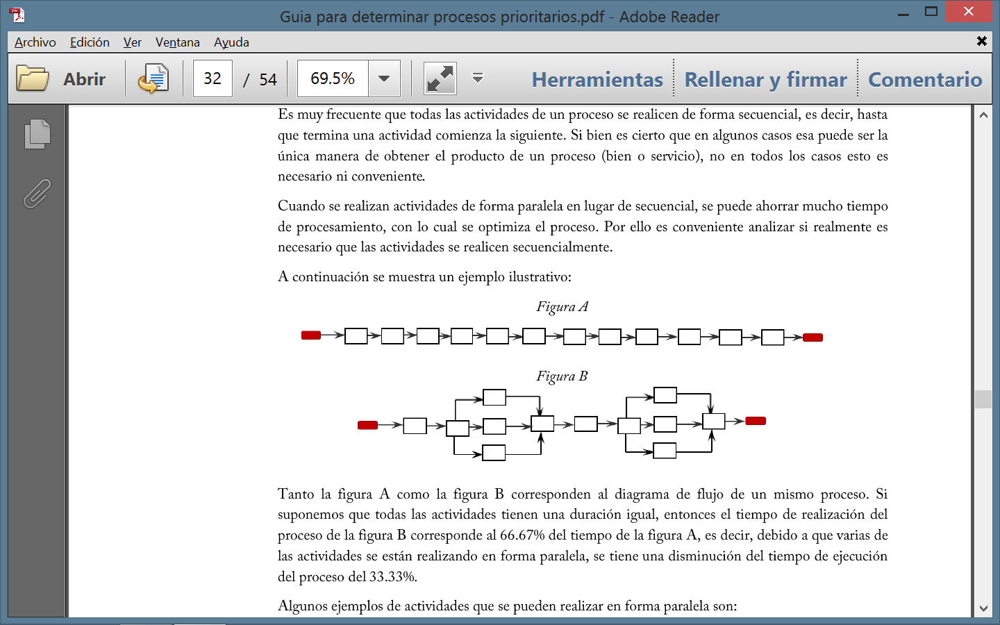 Guia para determinar procesos prioritarios.pdf - Adobe Reader
Archivo Edición Ver Ventana Ayuda
Abrir 32 / 54 69.5% Herramientas Rellenar y firmar Comentario
Es muy frecuente que todas las actividades de un proceso se realicen de forma secuencial, es decir, hasta
que termina una actividad comienza la siguiente. Si bien es cierto que en algunos casos esa puede ser la
única manera de obtener el producto de un proceso (bien o servicio), no en todos los casos esto es
necesario ni conveniente.
Cuando se realizan actividades de forma paralela en lugar de secuencial, se puede ahorrar mucho tiempo
de procesamiento, con lo cual se optimiza el proceso. Por ello es conveniente analizar si realmente es
necesario que las actividades se realicen secuencialmente.
A continuación se muestra un ejemplo ilustrativo:
Figura A
Figura B
Tanto la figura A como la figura B corresponden al diagrama de flujo de un mismo proceso. Si
suponemos que todas las actividades tienen una duración igual, entonces el tiempo de realización del
proceso de la figura B corresponde al 66.67% del tiempo de la figura A, es decir, debido a que varias de
las actividades se están realizando en forma paralela, se tiene una disminución del tiempo de ejecución
del proceso del 33.33%.
Algunos ejemplos de actividades que se pueden realizar en forma paralela son: